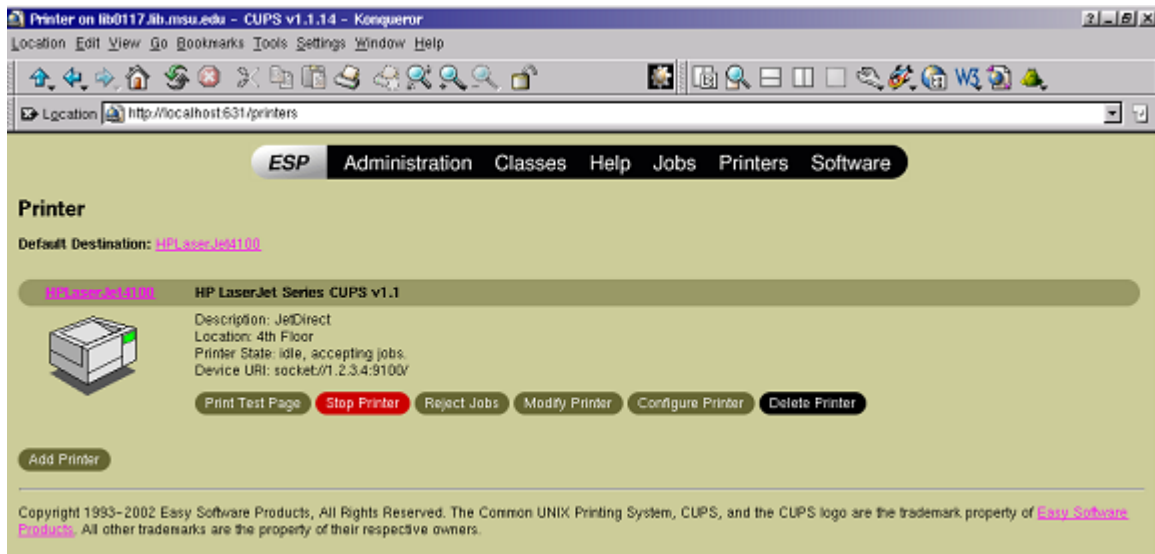 Printer on lib0117.lib.msu.edu - CUPS v1.1.14 - Konqueror
Location Edit View Go Bookmarks Tools Settings Window Help
Location http://localhost:631/printers
ESP Administration Classes Help Jobs Printers Software
Printer
Default Destination: HPLaserJet4100
HPLaserJet4100 HP LaserJet Series CUPS v1.1
Description: JetDirect
Location: 4th Floor
Printer State: idle, accepting jobs.
Device URI: socket://1.2.3.4:9100/
Print Test Page Stop Printer Reject Jobs Modify Printer Configure Printer Delete Printer
Add Printer
Copyright 1993-2002 Easy Software Products, All Rights Reserved. The Common UNIX Printing System, CUPS, and the CUPS logo are the trademark property of Easy Software
Products. All other trademarks are the property of their respective owners.